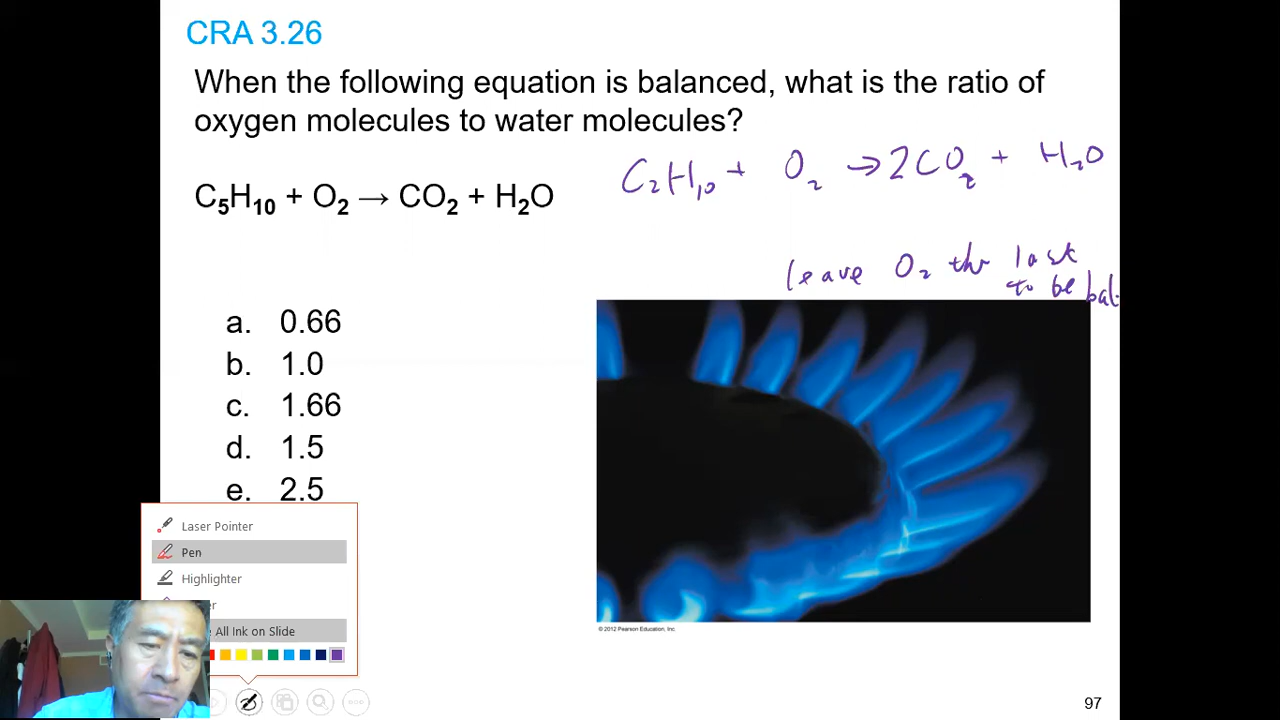 CRA 3.26
When the following equation is balanced, what is the ratio of
oxygen molecules to water molecules?
C₂H₁₀ + O₂ → 2CO₂ + H₂O
C₅H₁₀ + O₂ → CO₂ + H₂O
leave O₂ the last
to be bal
a. 0.66
b. 1.0
c. 1.66
d. 1.5
e. 2.5
Laser Pointer
Pen
Highlighter
er
All Ink on Slide
© 2012 Pearson Education, Inc.
97